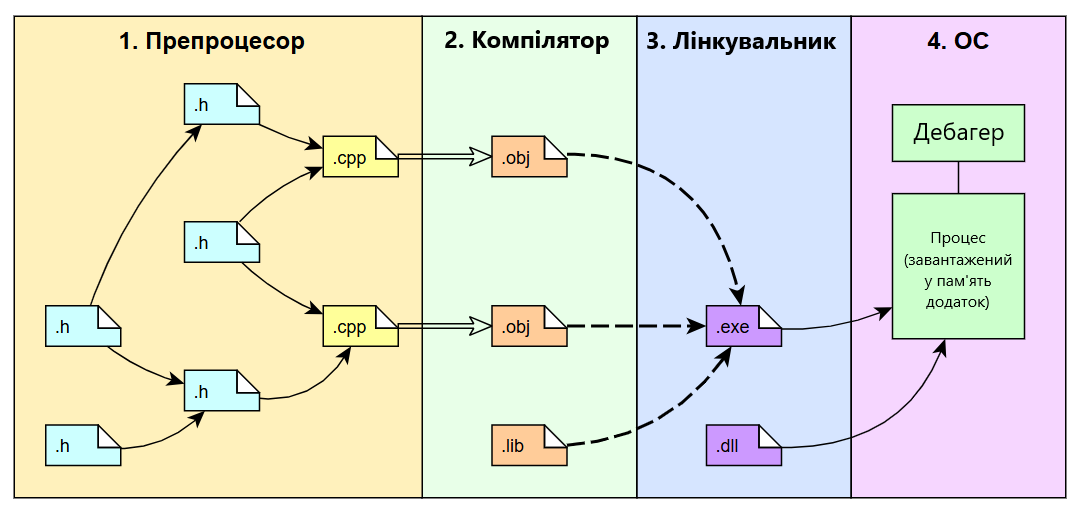 1. Препроцесор
2. Компілятор
3. Лінкувальник
4. ОС
.h
.cpp
.h
.h
.cpp
.h
.h
.obj
.obj
.lib
.exe
.dll
Дебагер
Процес
(завантажений
у пам'ять
додаток)